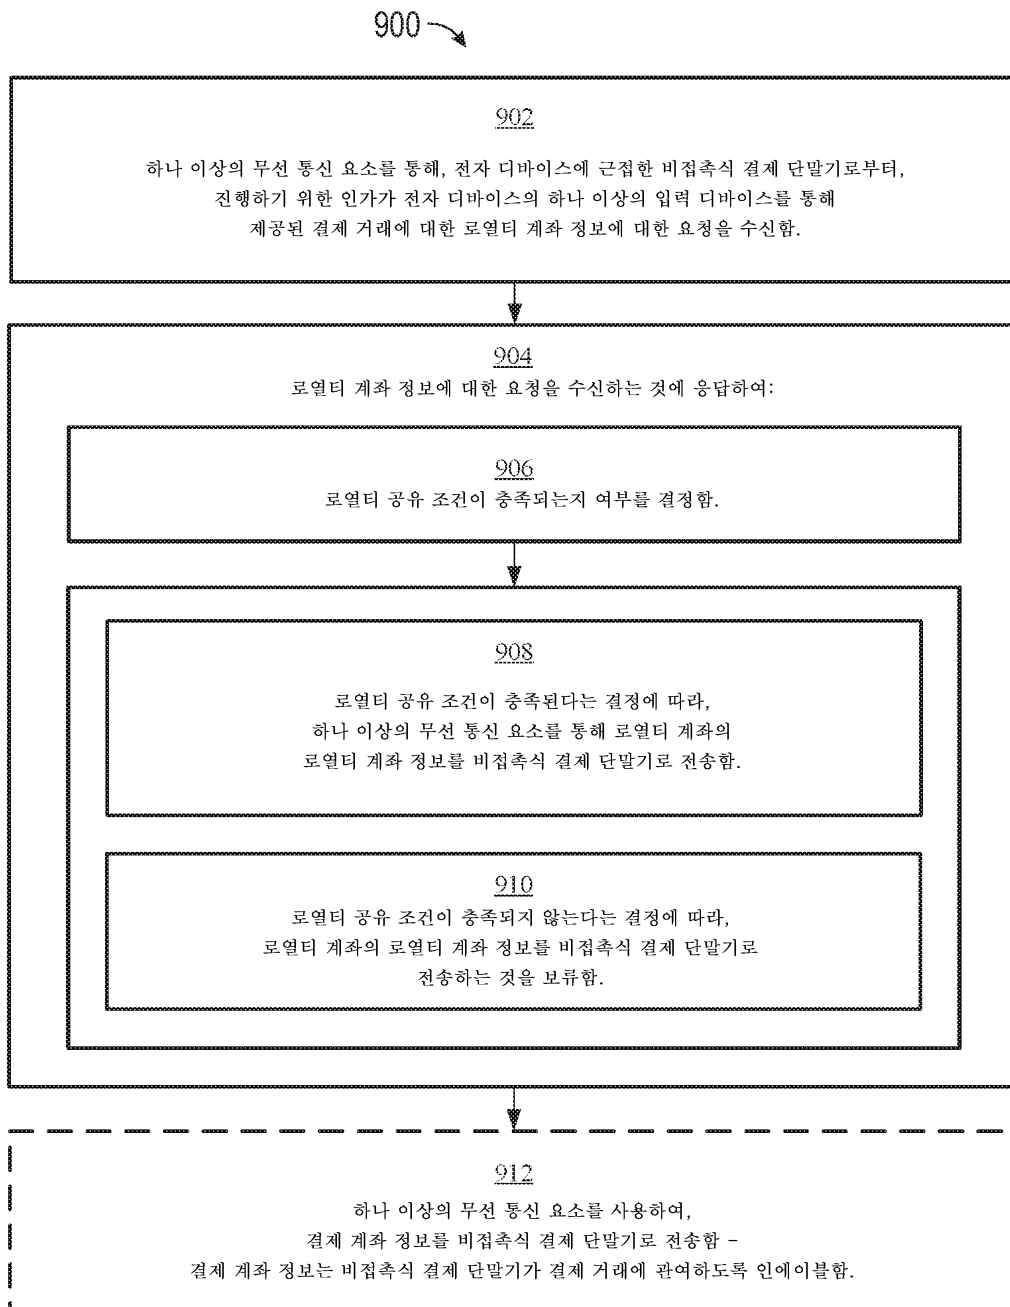 900
902
하나 이상의 무선 통신 요소를 통해, 전자 디바이스에 근접한 비접촉식 결제 단말기로부터,
진행하기 위한 인가가 전자 디바이스의 하나 이상의 입력 디바이스를 통해
제공된 결제 거래에 대한 로열티 계좌 정보에 대한 요청을 수신함.
904
로열티 계좌 정보에 대한 요청을 수신하는 것에 응답하여:
906
로열티 공유 조건이 충족되는지 여부를 결정함.
908
로열티 공유 조건이 충족된다는 결정에 따라,
하나 이상의 무선 통신 요소를 통해 로열티 계좌의
로열티 계좌 정보를 비접촉식 결제 단말기로 전송함.
910
로열티 공유 조건이 충족되지 않는다는 결정에 따라,
로열티 계좌의 로열티 계좌 정보를 비접촉식 결제 단말기로
전송하는 것을 보류함.
912
하나 이상의 무선 통신 요소를 사용하여,
결제 계좌 정보를 비접촉식 결제 단말기로 전송함 –
결제 계좌 정보는 비접촉식 결제 단말기가 결제 거래에 관여하도록 인에이블함.